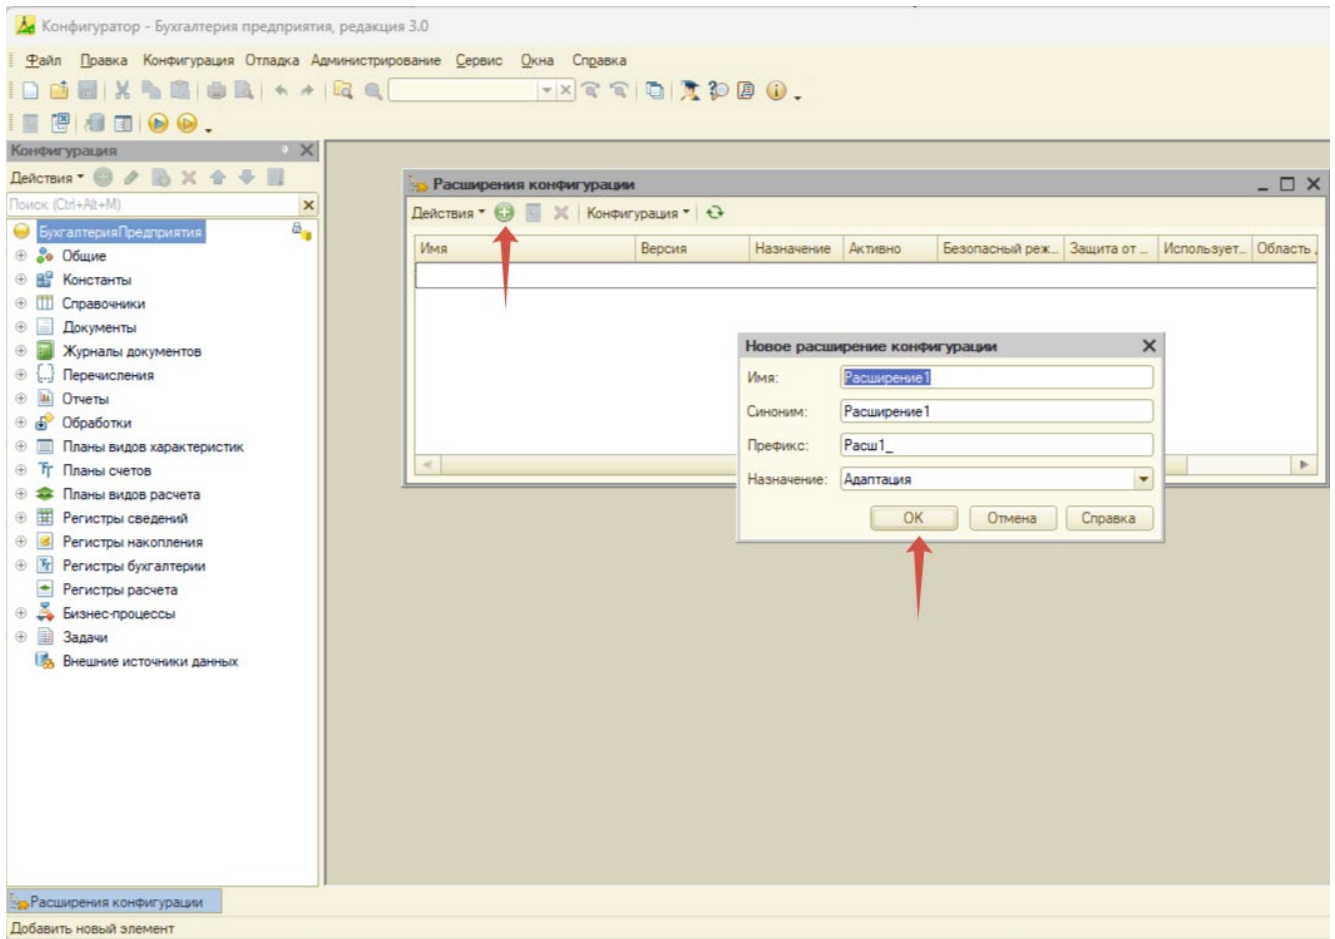 Конфигуратор - Бухгалтерия предприятия, редакция 3.0
Файл Правка Конфигурация Отладка Администрирование Сервис Окна Справка
Конфигурация
Действия
Поиск (Ctrl+Alt+M)
БухгалтерияПредприятия
Общие
Константы
Справочники
Документы
Журналы документов
Перечисления
Отчеты
Обработки
Планы видов характеристик
Планы счетов
Планы видов расчета
Регистры сведений
Регистры накопления
Регистры бухгалтерии
Регистры расчета
Бизнес-процессы
Задачи
Внешние источники данных
Расширения конфигурации
Действия Конфигурация
Имя Версия Назначение Активно Безопасный реж... Защита от ... Использует... Область
Новое расширение конфигурации
Имя: Расширение1
Синоним: Расширение1
Префикс: Расш1_
Назначение: Адаптация
OK Отмена Справка
Расширения конфигурации
Добавить новый элемент